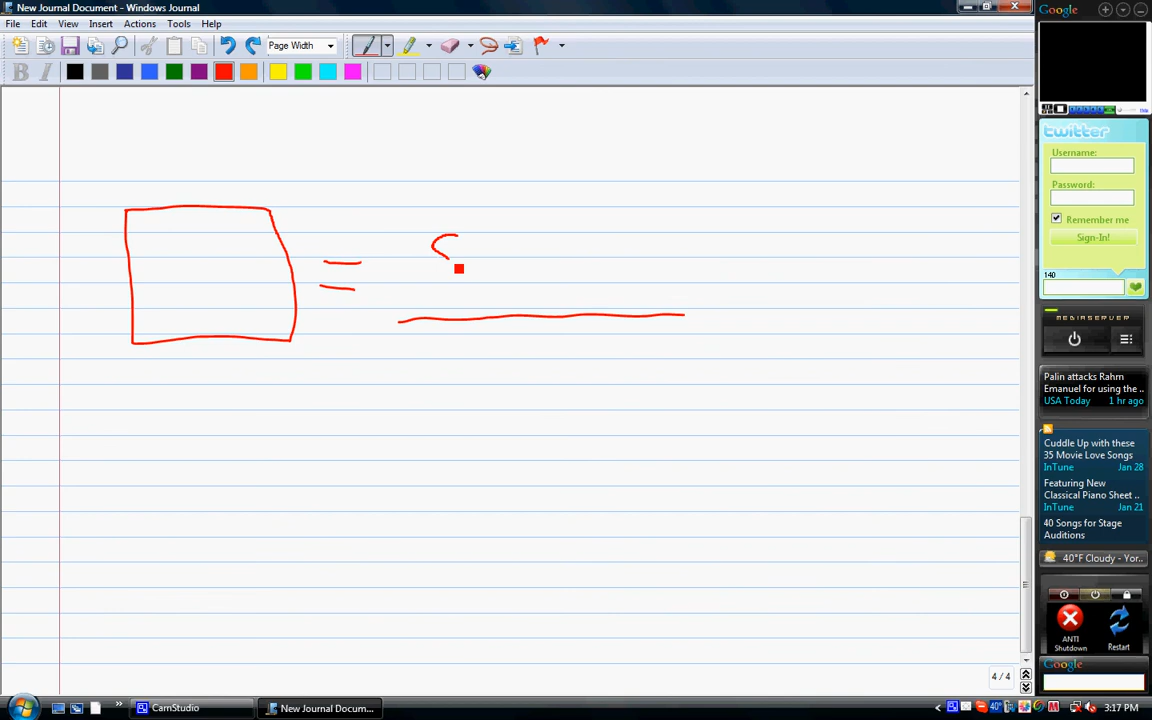 New Journal Document - Windows Journal
File Edit View Insert Actions Tools Help
Page Width
B I
=
4 / 4
Google
twitter
Username:
Password:
Remember me
Sign-In!
140
MEDIASERVER
Palin attacks Rahm
Emanuel for using the ..
USA Today 1 hr ago
Cuddle Up with these
35 Movie Love Songs
InTune Jan 28
Featuring New
Classical Piano Sheet ..
InTune Jan 21
40 Songs for Stage
Auditions
40°F Cloudy - Yor..
ANTI
Shutdown
Restart
Google
CamStudio
New Journal Docum...
40°
3:17 PM